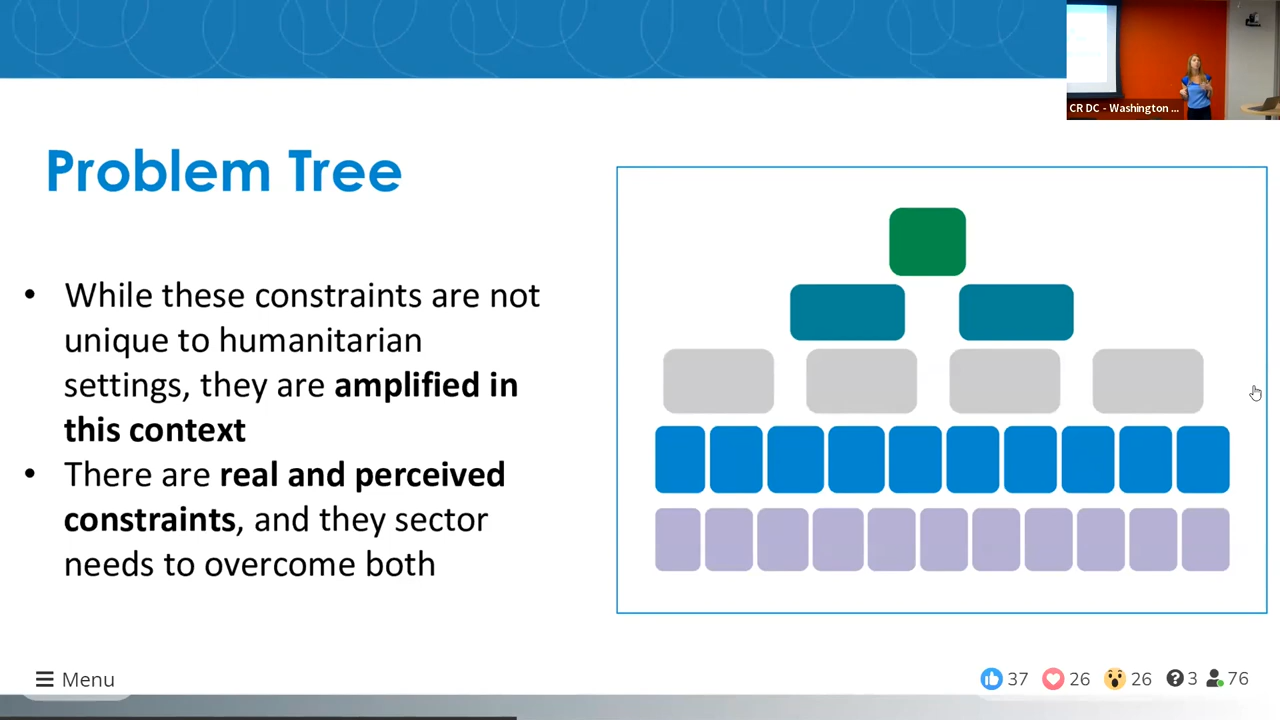 CR DC - Washington ...
Problem Tree
• While these constraints are not
unique to humanitarian
settings, they are amplified in
this context
• There are real and perceived
constraints, and they sector
needs to overcome both
Menu
37 26 26 3 76